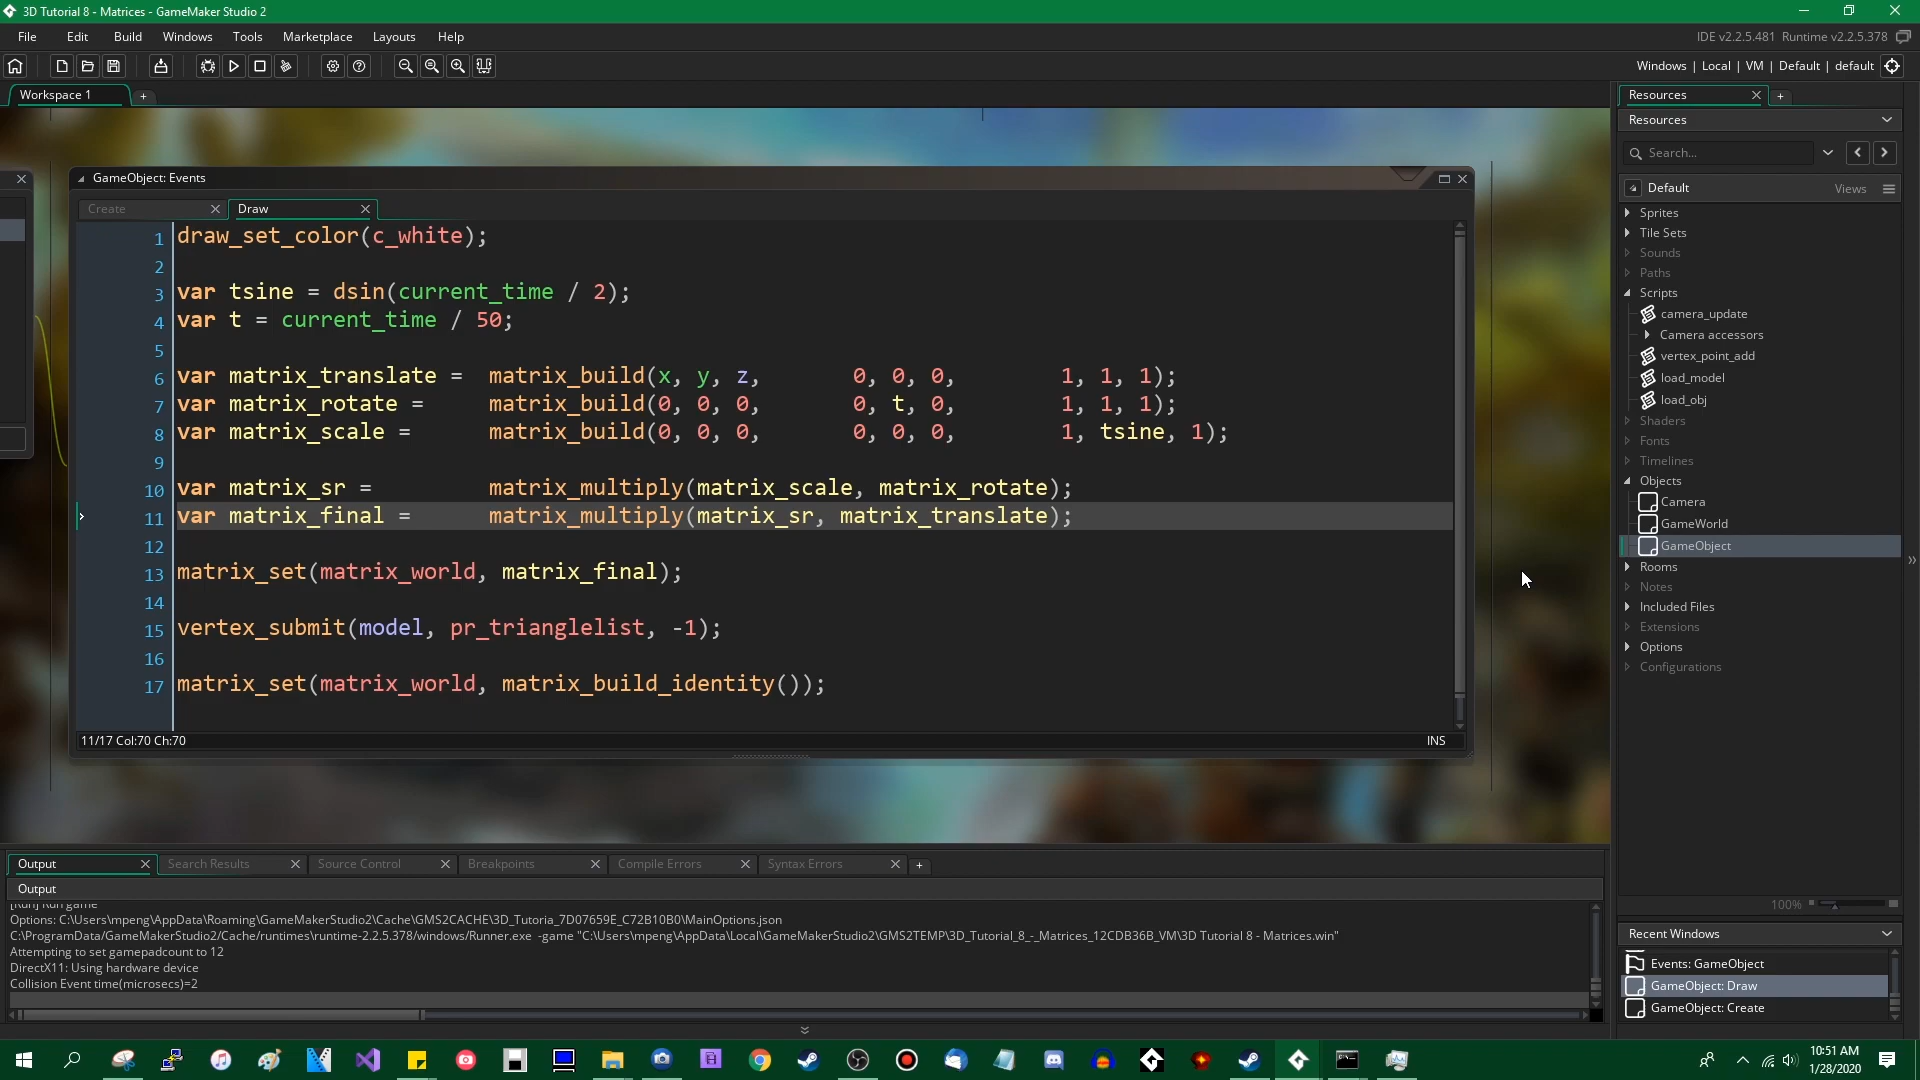 3D Tutorial 8 - Matrices - GameMaker Studio 2
File Edit Build Windows Tools Marketplace Layouts Help
IDE v2.2.5.481 Runtime v2.2.5.378
Windows | Local | VM | Default | default
Workspace 1
GameObject: Events
Create
Draw
1 draw_set_color(c_white);
2
3 var tsine = dsin(current_time / 2);
4 var t = current_time / 50;
5
6 var matrix_translate = matrix_build(x, y, z, 0, 0, 0, 1, 1, 1);
7 var matrix_rotate = matrix_build(0, 0, 0, 0, t, 0, 1, 1, 1);
8 var matrix_scale = matrix_build(0, 0, 0, 0, 0, 0, 1, tsine, 1);
9
10 var matrix_sr = matrix_multiply(matrix_scale, matrix_rotate);
11 var matrix_final = matrix_multiply(matrix_sr, matrix_translate);
12
13 matrix_set(matrix_world, matrix_final);
14
15 vertex_submit(model, pr_trianglelist, -1);
16
17 matrix_set(matrix_world, matrix_build_identity());
11/17 Col:70 Ch:70
INS
Output
Search Results
Source Control
Breakpoints
Compile Errors
Syntax Errors
Output
[Run] Run game
Options: C:\Users\mpeng\AppData\Roaming\GameMakerStudio2\Cache\GMS2CACHE\3D_Tutoria_7D07659E_C72B10B0\MainOptions.json
C:\ProgramData/GameMakerStudio2/Cache/runtimes\runtime-2.2.5.378/windows/Runner.exe -game "C:\Users\mpeng\AppData\Local\GameMakerStudio2\GMS2TEMP\3D_Tutorial_8_-_Matrices_12CDB36B_VM\3D Tutorial 8 - Matrices.win"
Attempting to set gamepadcount to 12
DirectX11: Using hardware device
Collision Event time(microsecs)=2
Resources
Resources
Search...
Default
Views
Sprites
Tile Sets
Sounds
Paths
Scripts
camera_update
Camera accessors
vertex_point_add
load_model
load_obj
Shaders
Fonts
Timelines
Objects
Camera
GameWorld
GameObject
Rooms
Notes
Included Files
Extensions
Options
Configurations
100%
Recent Windows
Events: GameObject
GameObject: Draw
GameObject: Create
10:51 AM
1/28/2020